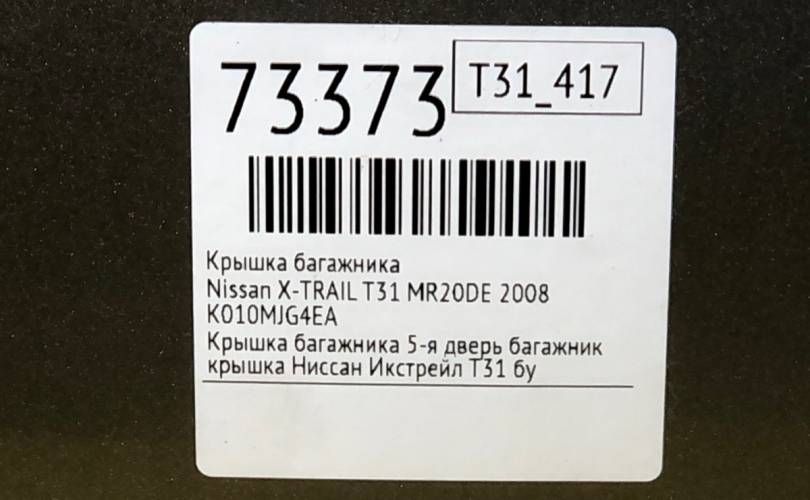 73373
T31_417
Крышка багажника
Nissan X-TRAIL T31 MR20DE 2008
K010MJG4EA
Крышка багажника 5-я дверь багажник
крышка Ниссан Икстрейл Т31 бу